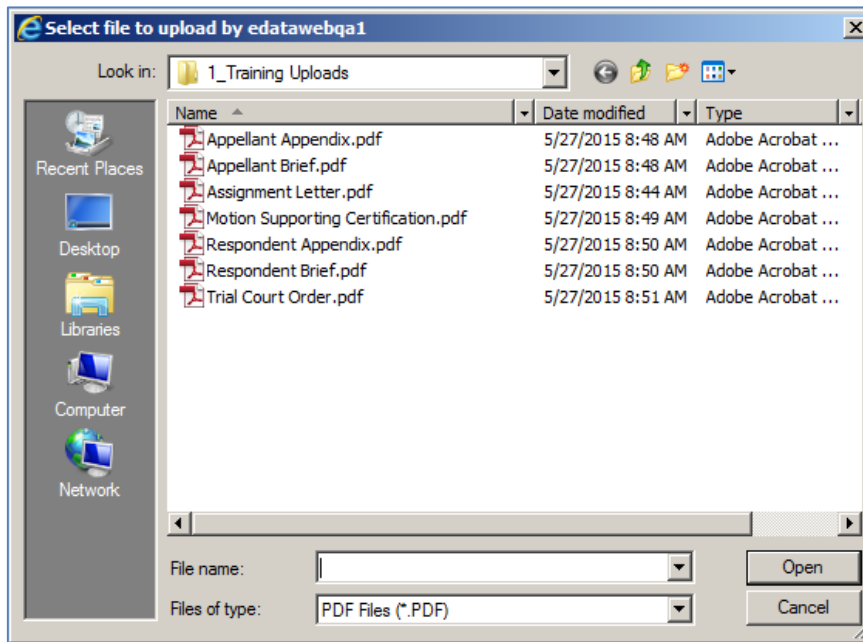 Select file to upload by edatawebqa1
Look in: 1_Training Uploads
Name Date modified Type
Appellant Appendix.pdf 5/27/2015 8:48 AM Adobe Acrobat ...
Appellant Brief.pdf 5/27/2015 8:48 AM Adobe Acrobat ...
Assignment Letter.pdf 5/27/2015 8:44 AM Adobe Acrobat ...
Motion Supporting Certification.pdf 5/27/2015 8:49 AM Adobe Acrobat ...
Respondent Appendix.pdf 5/27/2015 8:50 AM Adobe Acrobat ...
Respondent Brief.pdf 5/27/2015 8:50 AM Adobe Acrobat ...
Trial Court Order.pdf 5/27/2015 8:51 AM Adobe Acrobat ...
Recent Places
Desktop
Libraries
Computer
Network
File name: Open
Files of type: PDF Files (*.PDF) Cancel